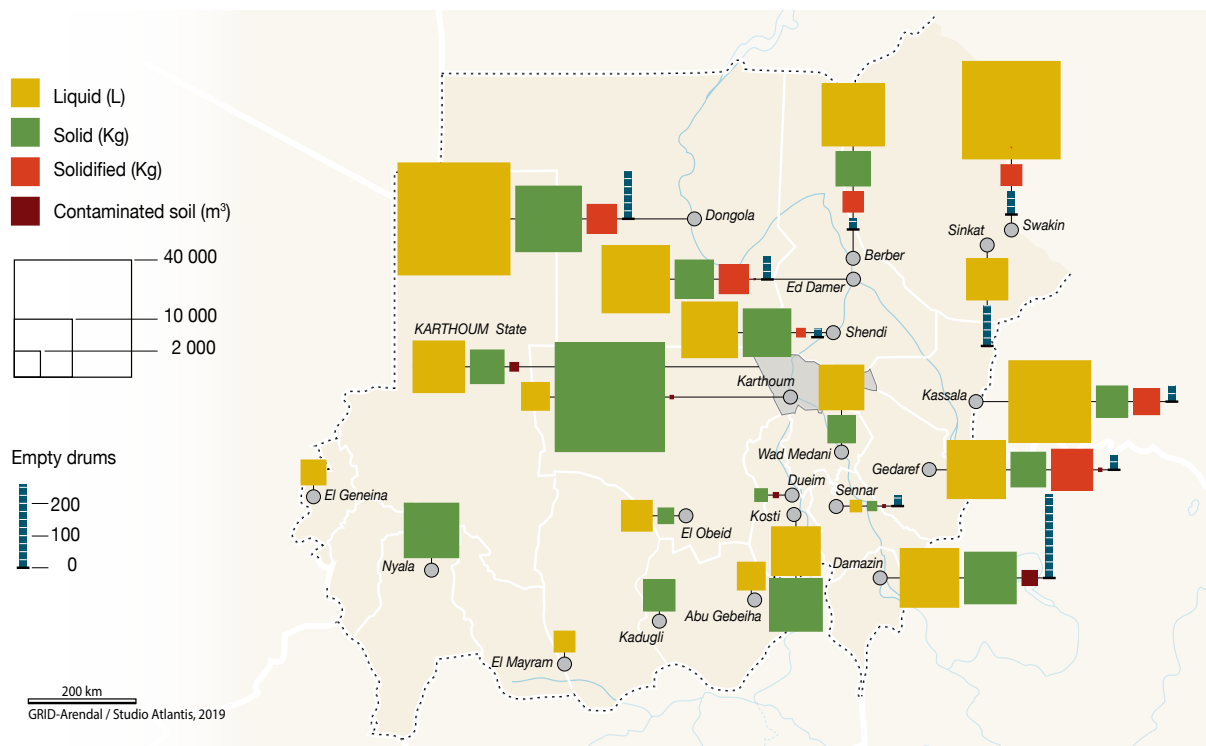 Liquid (L)
Solid (Kg)
Solidified (Kg)
Contaminated soil (m³)
40 000
10 000
2 000
Empty drums
200
100
0
200 km
GRID-Arendal / Studio Atlantis, 2019
Dongola
Berber
Ed Damer
Swakin
Sinkat
Shendi
KARTHOUM State
Karthoum
Kassala
Wad Medani
Gedaref
Dueim
Sennar
Kosti
El Geneina
El Obeid
Nyala
Damazin
Abu Gebeiha
Kadugli
El Mayram